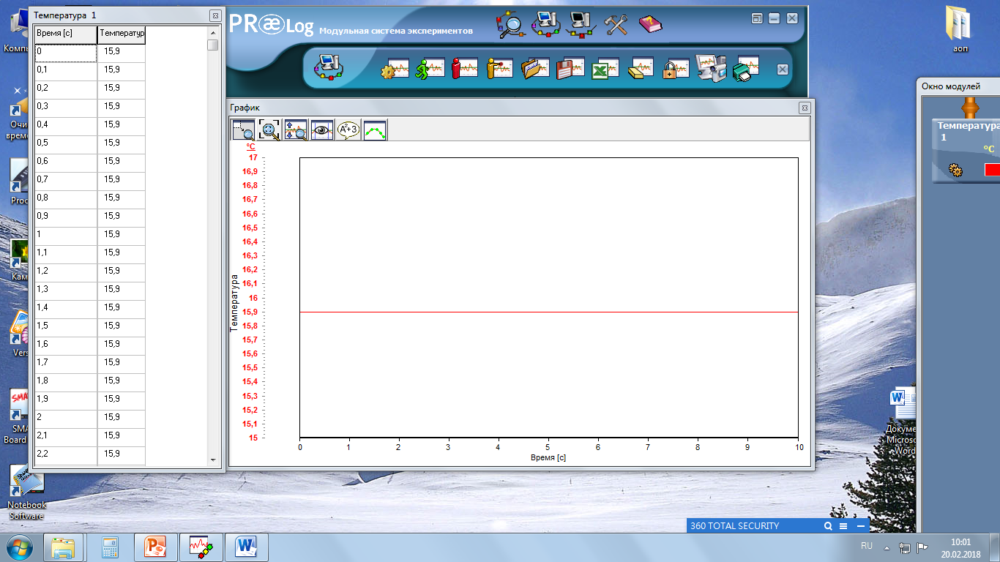 Температура 1
Время [с] Температур
0 15,9
0,1 15,9
0,2 15,9
0,3 15,9
0,4 15,9
0,5 15,9
0,6 15,9
0,7 15,9
0,8 15,9
0,9 15,9
1 15,9
1,1 15,9
1,2 15,9
1,3 15,9
1,4 15,9
1,5 15,9
1,6 15,9
1,7 15,9
1,8 15,9
1,9 15,9
2 15,9
2,1 15,9
2,2 15,9
PRæLog Модульная система экспериментов
График
A²+3
°C
17
16,9
16,8
16,7
16,6
16,5
16,4
16,3
16,2
16,1
16
15,9
15,8
15,7
15,6
15,5
15,4
15,3
15,2
15,1
15
Температура
0 1 2 3 4 5 6 7 8 9 10
Время [с]
Окно модулей
Температура
1
°C
аоп
Компь
Очи
врем
Proc
Кам
Vers
SMA
Board
Notebook
Software
Докуме
Microso
Word
360 TOTAL SECURITY
RU
10:01
20.02.2018